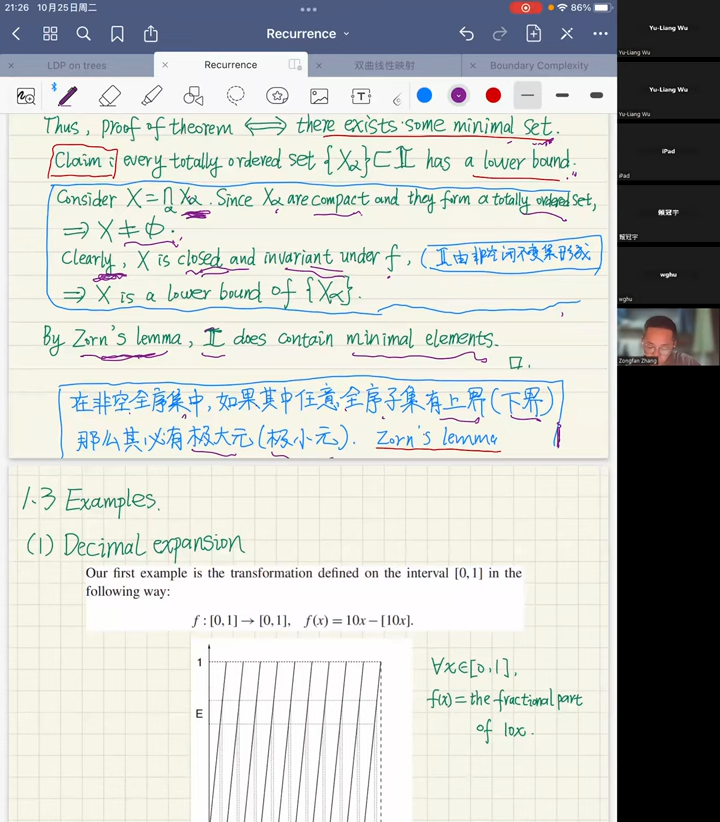 21:26 10月25日周二
86%
Recurrence
LDP on trees
Recurrence
双曲线性映射
Boundary Complexity
Thus, proof of theorem ⟺ there exists some minimal set.
Claim: every totally ordered set {Xα}⊂𝕀 has a lower bound.
Consider X = ∩α Xα. Since Xα are compact and they form a totally ordered set,
⇒ X ≠ ϕ.
Clearly, X is closed and invariant under f, (𝕀由非空闭不变集形成)
⇒ X is a lower bound of {Xα}.
By Zorn's lemma, 𝕀 does contain minimal elements.
□.
在非空全序集中,如果其中任意全序子集有上界(下界)
那么其必有极大元(极小元). Zorn's lemma
1.3 Examples.
(1) Decimal expansion
Our first example is the transformation defined on the interval [0,1] in the
following way:
f : [0,1] → [0,1], f(x) = 10x − [10x].
1
E
∀x∈[0,1],
f(x) = the fractional part
of 10x.
Yu-Liang Wu
Yu-Liang Wu
Yu-Liang Wu
Yu-Liang Wu
iPad
iPad
賴冠宇
賴冠宇
wghu
wghu
Zongfan Zhang